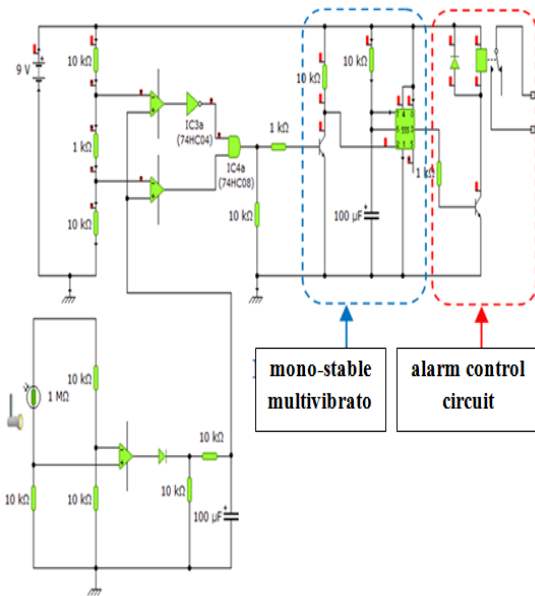 10 kΩ
9 V
1 kΩ
10 kΩ
IC3a
(74HC04)
IC4a
(74HC08)
1 kΩ
10 kΩ
10 kΩ
10 kΩ
100 µF
555
1 kΩ
mono-stable
multivibrato
alarm control
circuit
1 MΩ
10 kΩ
10 kΩ
10 kΩ
10 kΩ
10 kΩ
100 µF